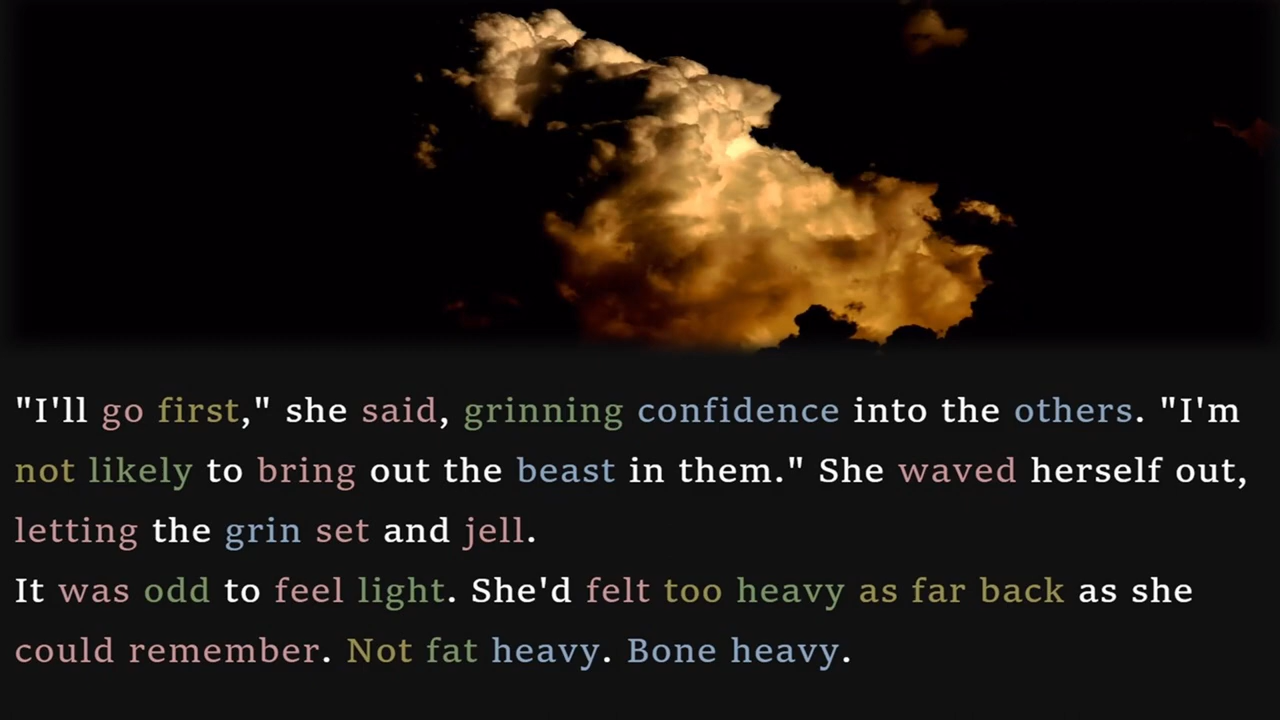 "I'll go first," she said, grinning confidence into the others. "I'm
not likely to bring out the beast in them." She waved herself out,
letting the grin set and jell.
It was odd to feel light. She'd felt too heavy as far back as she
could remember. Not fat heavy. Bone heavy.